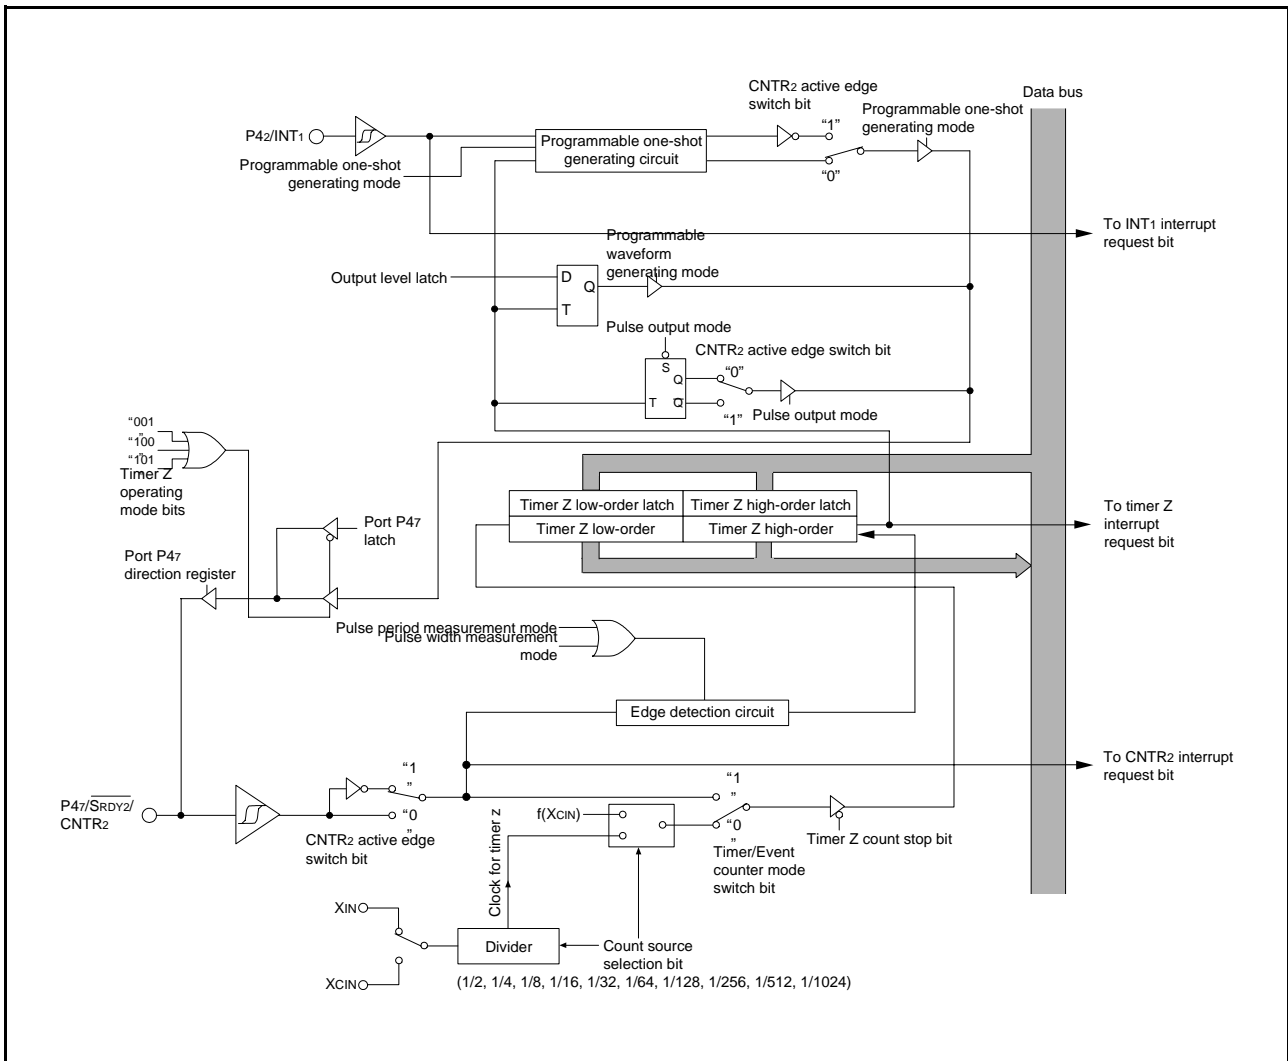 CNTR2 active edge
switch bit
Data bus
Programmable one-shot
generating mode
P42/INT1
“1”
Programmable one-shot
generating circuit
Programmable one-shot
generating mode
“0”
To INT1 interrupt
request bit
Programmable
waveform
generating mode
Output level latch
D
Q
T
Pulse output mode
CNTR2 active edge switch bit
S
“0”
Q
T
Q
“1”
Pulse output mode
“001
”
“100
”
“101
”
Timer Z
operating
mode bits
Timer Z low-order latch
Timer Z high-order latch
Timer Z low-order
Timer Z high-order
To timer Z
interrupt
request bit
Port P47
latch
Port P47
direction register
Pulse period measurement mode
Pulse width measurement
mode
Edge detection circuit
To CNTR2 interrupt
request bit
“1
”
“0
”
P47/SRDY2/
CNTR2
CNTR2 active edge
switch bit
f(XCIN)
“1
”
“0
”
Timer/Event
counter mode
switch bit
Timer Z count stop bit
Clock for timer z
XIN
Divider
Count source
selection bit
XCIN
(1/2, 1/4, 1/8, 1/16, 1/32, 1/64, 1/128, 1/256, 1/512, 1/1024)